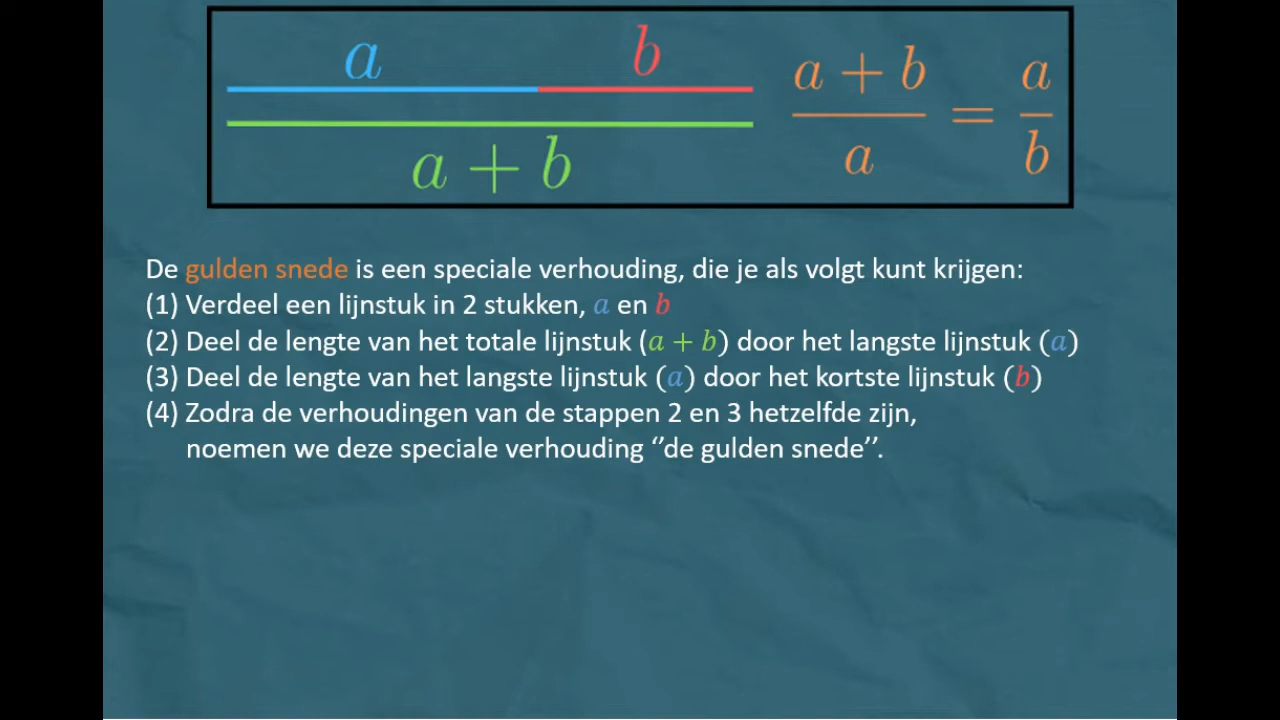 a b
a + b
a + b / a = a / b
De gulden snede is een speciale verhouding, die je als volgt kunt krijgen:
(1) Verdeel een lijnstuk in 2 stukken, a en b
(2) Deel de lengte van het totale lijnstuk (a + b) door het langste lijnstuk (a)
(3) Deel de lengte van het langste lijnstuk (a) door het kortste lijnstuk (b)
(4) Zodra de verhoudingen van de stappen 2 en 3 hetzelfde zijn,
noemen we deze speciale verhouding ‘’de gulden snede’’.